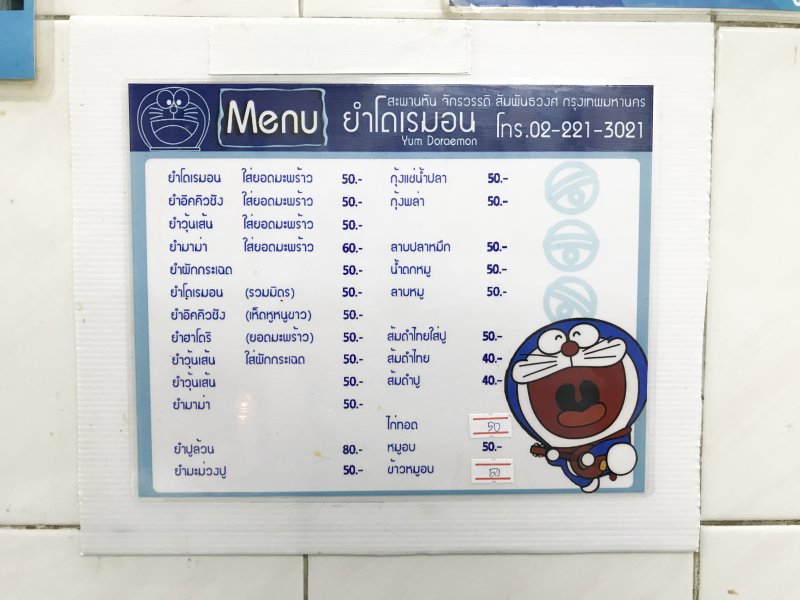 Menu
สะพานหัน จักรวรรดิ สัมพันธวงศ์ กรุงเทพมหานคร
ยำโดเรมอน โทร.02-221-3021
Yum Doraemon
ยำโดเรมอน ใส่ยอดมะพร้าว 50.-
ยำอิคคิวซัง ใส่ยอดมะพร้าว 50.-
ยำวุ้นเส้น ใส่ยอดมะพร้าว 50.-
ยำมาม่า ใส่ยอดมะพร้าว 60.-
ยำผักกระเฉด 50.-
ยำโดเรมอน (รวมมิตร) 50.-
ยำอิคคิวซัง (เห็ดหูหนูขาว) 50.-
ยำฮาโตริ (ยอดมะพร้าว) 50.-
ยำวุ้นเส้น ใส่ผักกระเฉด 50.-
ยำวุ้นเส้น 50.-
ยำมาม่า 50.-
ยำปูล้วน 80.-
ยำมะม่วงปู 50.-
กุ้งแช่น้ำปลา 50.-
กุ้งพล่า 50.-
ลาบปลาหมึก 50.-
น้ำตกหมู 50.-
ลาบหมู 50.-
ส้มตำไทยใส่ปู 50.-
ส้มตำไทย 40.-
ส้มตำปู 40.-
ไก่ทอด 50
หมูอบ 50.-
ข้าวหมูอบ 50